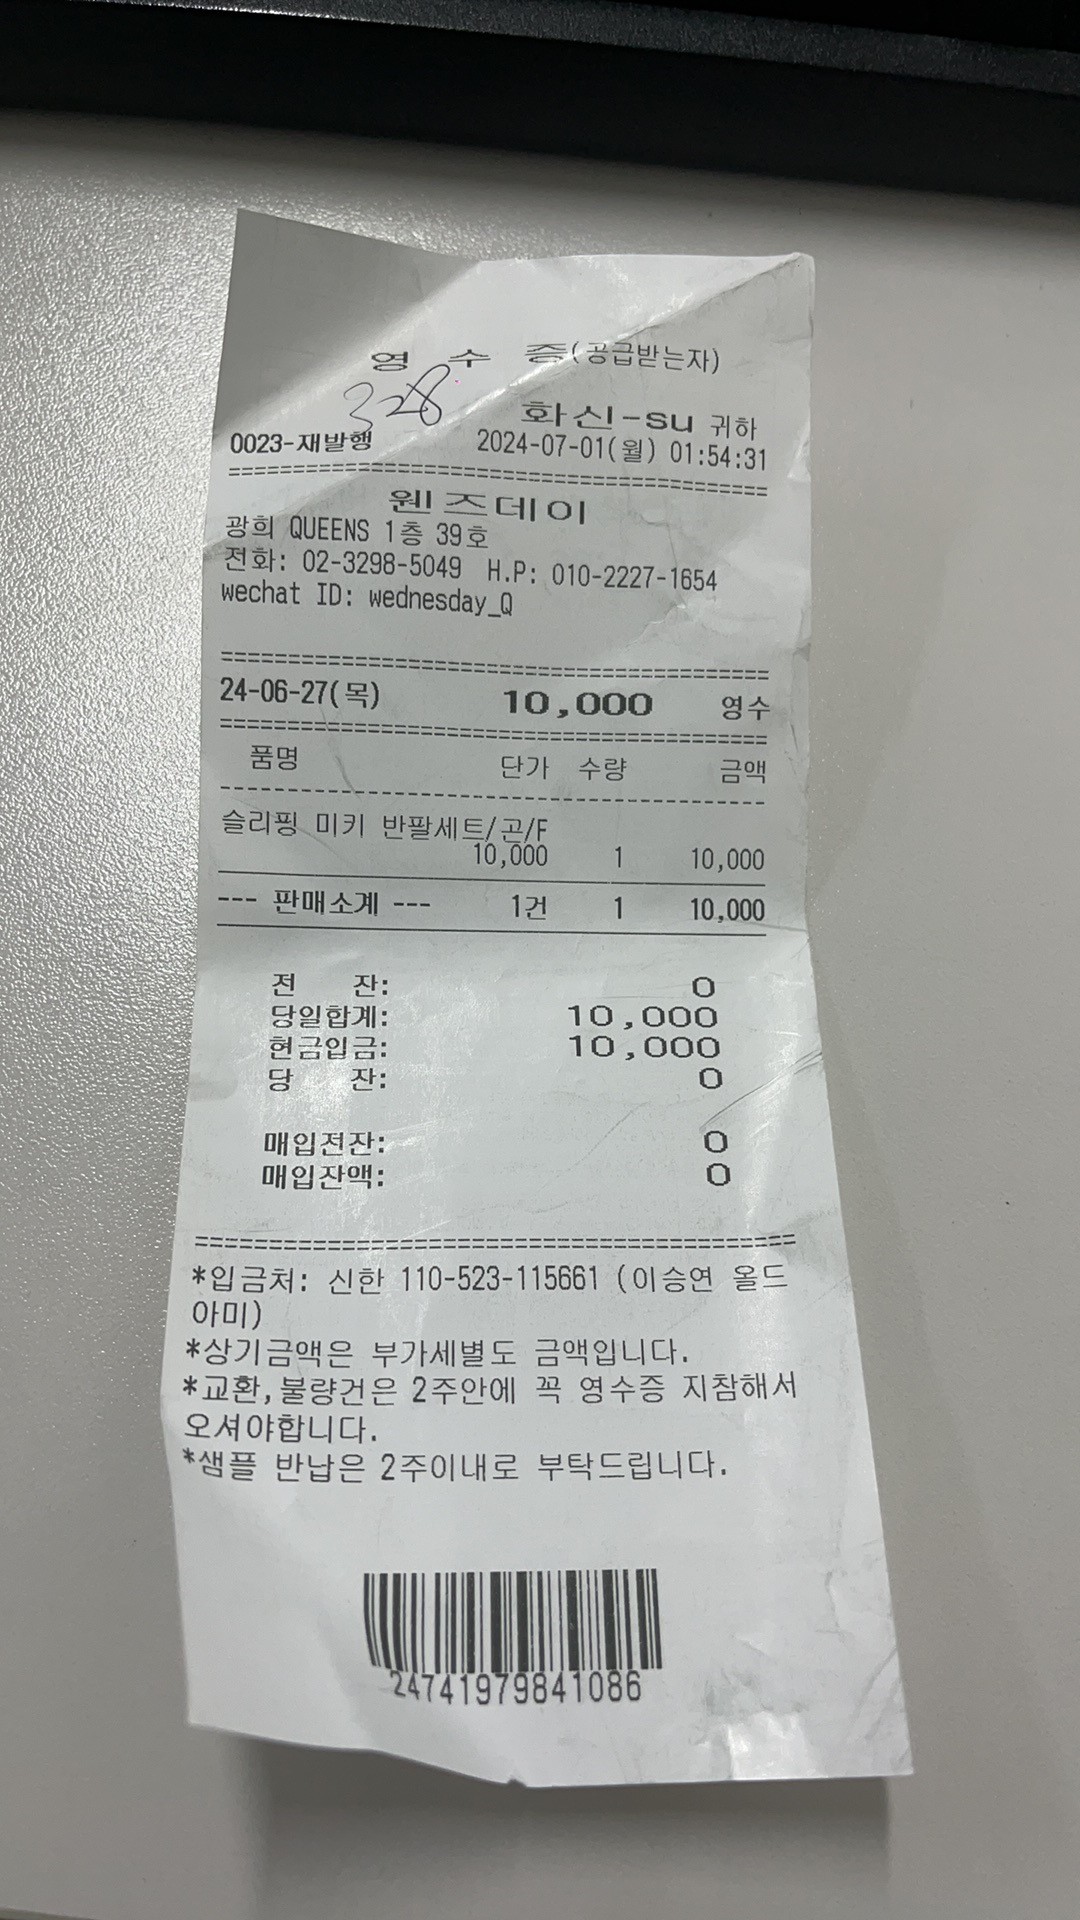 영 수 증(공급받는자)
328
화신-su 귀하
0023-재발행 2024-07-01(월) 01:54:31
================================================
웬즈데이
광희 QUEENS 1층 39호
전화: 02-3298-5049 H.P: 010-2227-1654
wechat ID: wednesday_Q
================================================
24-06-27(목) 10,000 영수
================================================
품명 단가 수량 금액
------------------------------------------------
슬리핑 미키 반팔세트/곤/F
10,000 1 10,000
--- 판매소계 --- 1건 1 10,000
전 잔: 0
당일합계: 10,000
현금입금: 10,000
당 잔: 0
매입전잔: 0
매입잔액: 0
================================================
*입금처: 신한 110-523-115661 (이승연 올드
아미)
*상기금액은 부가세별도 금액입니다.
*교환,불량건은 2주안에 꼭 영수증 지참해서
오셔야합니다.
*샘플 반납은 2주이내로 부탁드립니다.
24741979841086